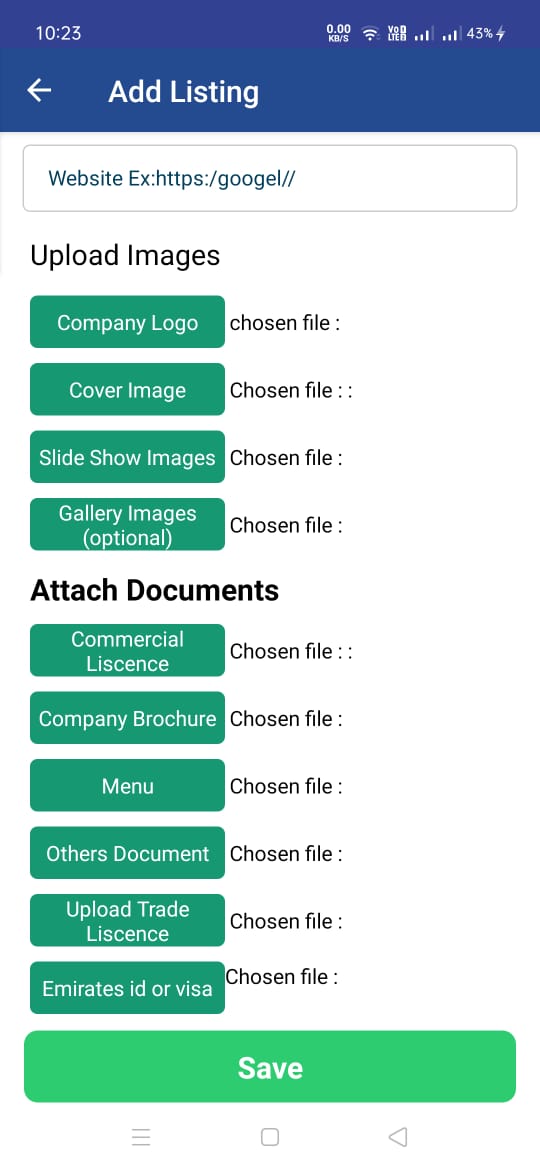 10:23
0.00 KB/S VoD LTE2 43%
Add Listing
Website Ex:https:/googel//
Upload Images
Company Logo chosen file :
Cover Image Chosen file : :
Slide Show Images Chosen file :
Gallery Images
(optional) Chosen file :
Attach Documents
Commercial
Liscence Chosen file : :
Company Brochure Chosen file :
Menu Chosen file :
Others Document Chosen file :
Upload Trade
Liscence Chosen file :
Emirates id or visa Chosen file :
Save